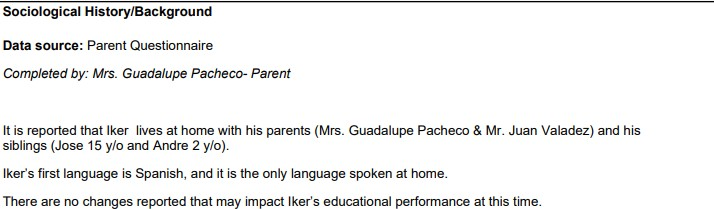 Sociological History/Background
Data source: Parent Questionnaire
Completed by: Mrs. Guadalupe Pacheco- Parent
It is reported that Iker  lives at home with his parents (Mrs. Guadalupe Pacheco & Mr. Juan Valadez) and his
siblings (Jose 15 y/o and Andre 2 y/o).
Iker's first language is Spanish, and it is the only language spoken at home.
There are no changes reported that may impact Iker's educational performance at this time.